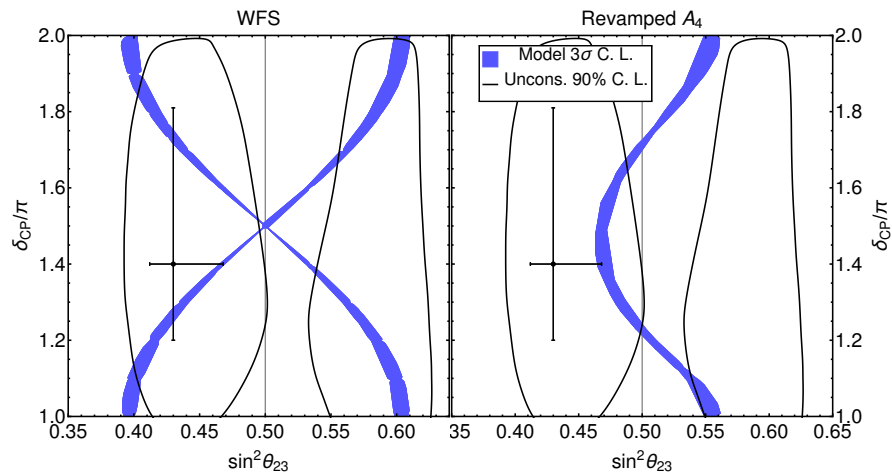 WFS
Revamped A4
Model 3σ C. L.
Uncons. 90% C. L.
δCP/π
2.0
1.8
1.6
1.4
1.2
1.0
2.0
1.8
1.6
1.4
1.2
1.0
δCP/π
0.35 0.40 0.45 0.50 0.55 0.60
35 0.40 0.45 0.50 0.55 0.60 0.65
sin²θ23
sin²θ23